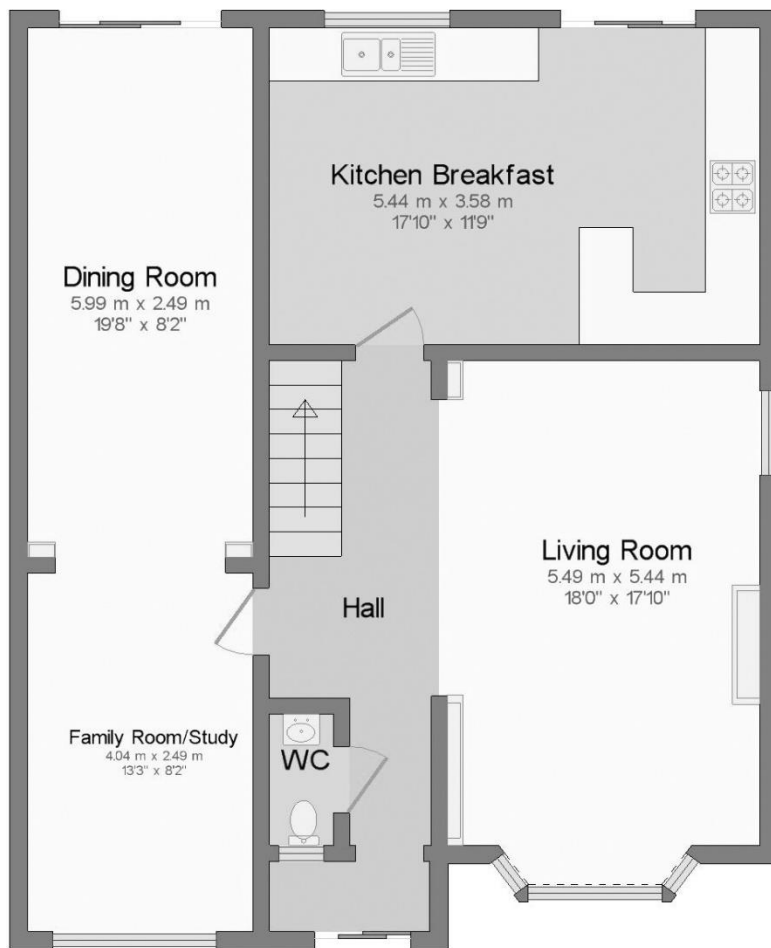 Kitchen Breakfast
5.44 m x 3.58 m
17'10" x 11'9"
Dining Room
5.99 m x 2.49 m
19'8" x 8'2"
Living Room
5.49 m x 5.44 m
18'0" x 17'10"
Hall
Family Room/Study
4.04 m x 2.49 m
13'3" x 8'2"
WC